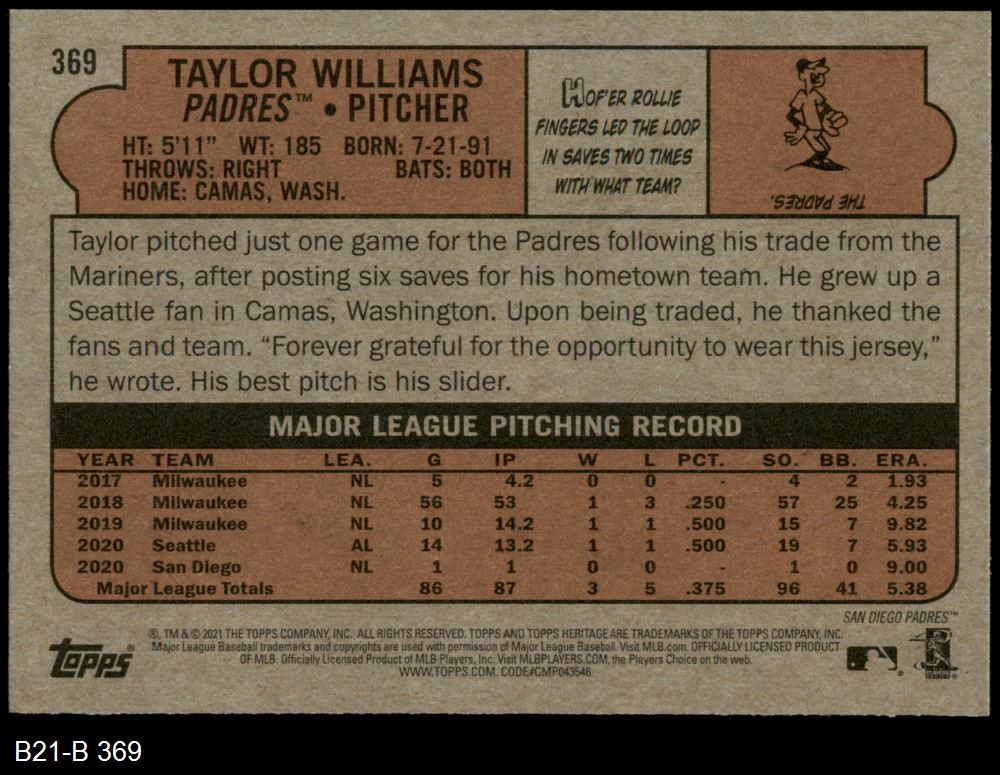 369
TAYLOR WILLIAMS
PADRES™ • PITCHER
HT: 5'11" WT: 185 BORN: 7-21-91
THROWS: RIGHT BATS: BOTH
HOME: CAMAS, WASH.
HOF'ER ROLLIE
FINGERS LED THE LOOP
IN SAVES TWO TIMES
WITH WHAT TEAM?
THE PADRES.
Taylor pitched just one game for the Padres following his trade from the
Mariners, after posting six saves for his hometown team. He grew up a
Seattle fan in Camas, Washington. Upon being traded, he thanked the
fans and team. “Forever grateful for the opportunity to wear this jersey,”
he wrote. His best pitch is his slider.
MAJOR LEAGUE PITCHING RECORD
YEAR TEAM LEA. G IP W L PCT. SO. BB. ERA.
2017 Milwaukee NL 5 4.2 0 0 - 4 2 1.93
2018 Milwaukee NL 56 53 1 3 .250 57 25 4.25
2019 Milwaukee NL 10 14.2 1 1 .500 15 7 9.82
2020 Seattle AL 14 13.2 1 1 .500 19 7 5.93
2020 San Diego NL 1 1 0 0 - 1 0 9.00
Major League Totals 86 87 3 5 .375 96 41 5.38
SAN DIEGO PADRES™
®, TM & © 2021 THE TOPPS COMPANY, INC. ALL RIGHTS RESERVED. TOPPS AND TOPPS HERITAGE ARE TRADEMARKS OF THE TOPPS COMPANY, INC.
Major League Baseball trademarks and copyrights are used with permission of Major League Baseball. Visit MLB.com. OFFICIALLY LICENSED PRODUCT
OF MLB. Officially Licensed Product of MLB Players, Inc. Visit MLBPLAYERS.COM, the Players Choice on the web.
WWW.TOPPS.COM. CODE#CMP043546.
topps®
B21-B 369